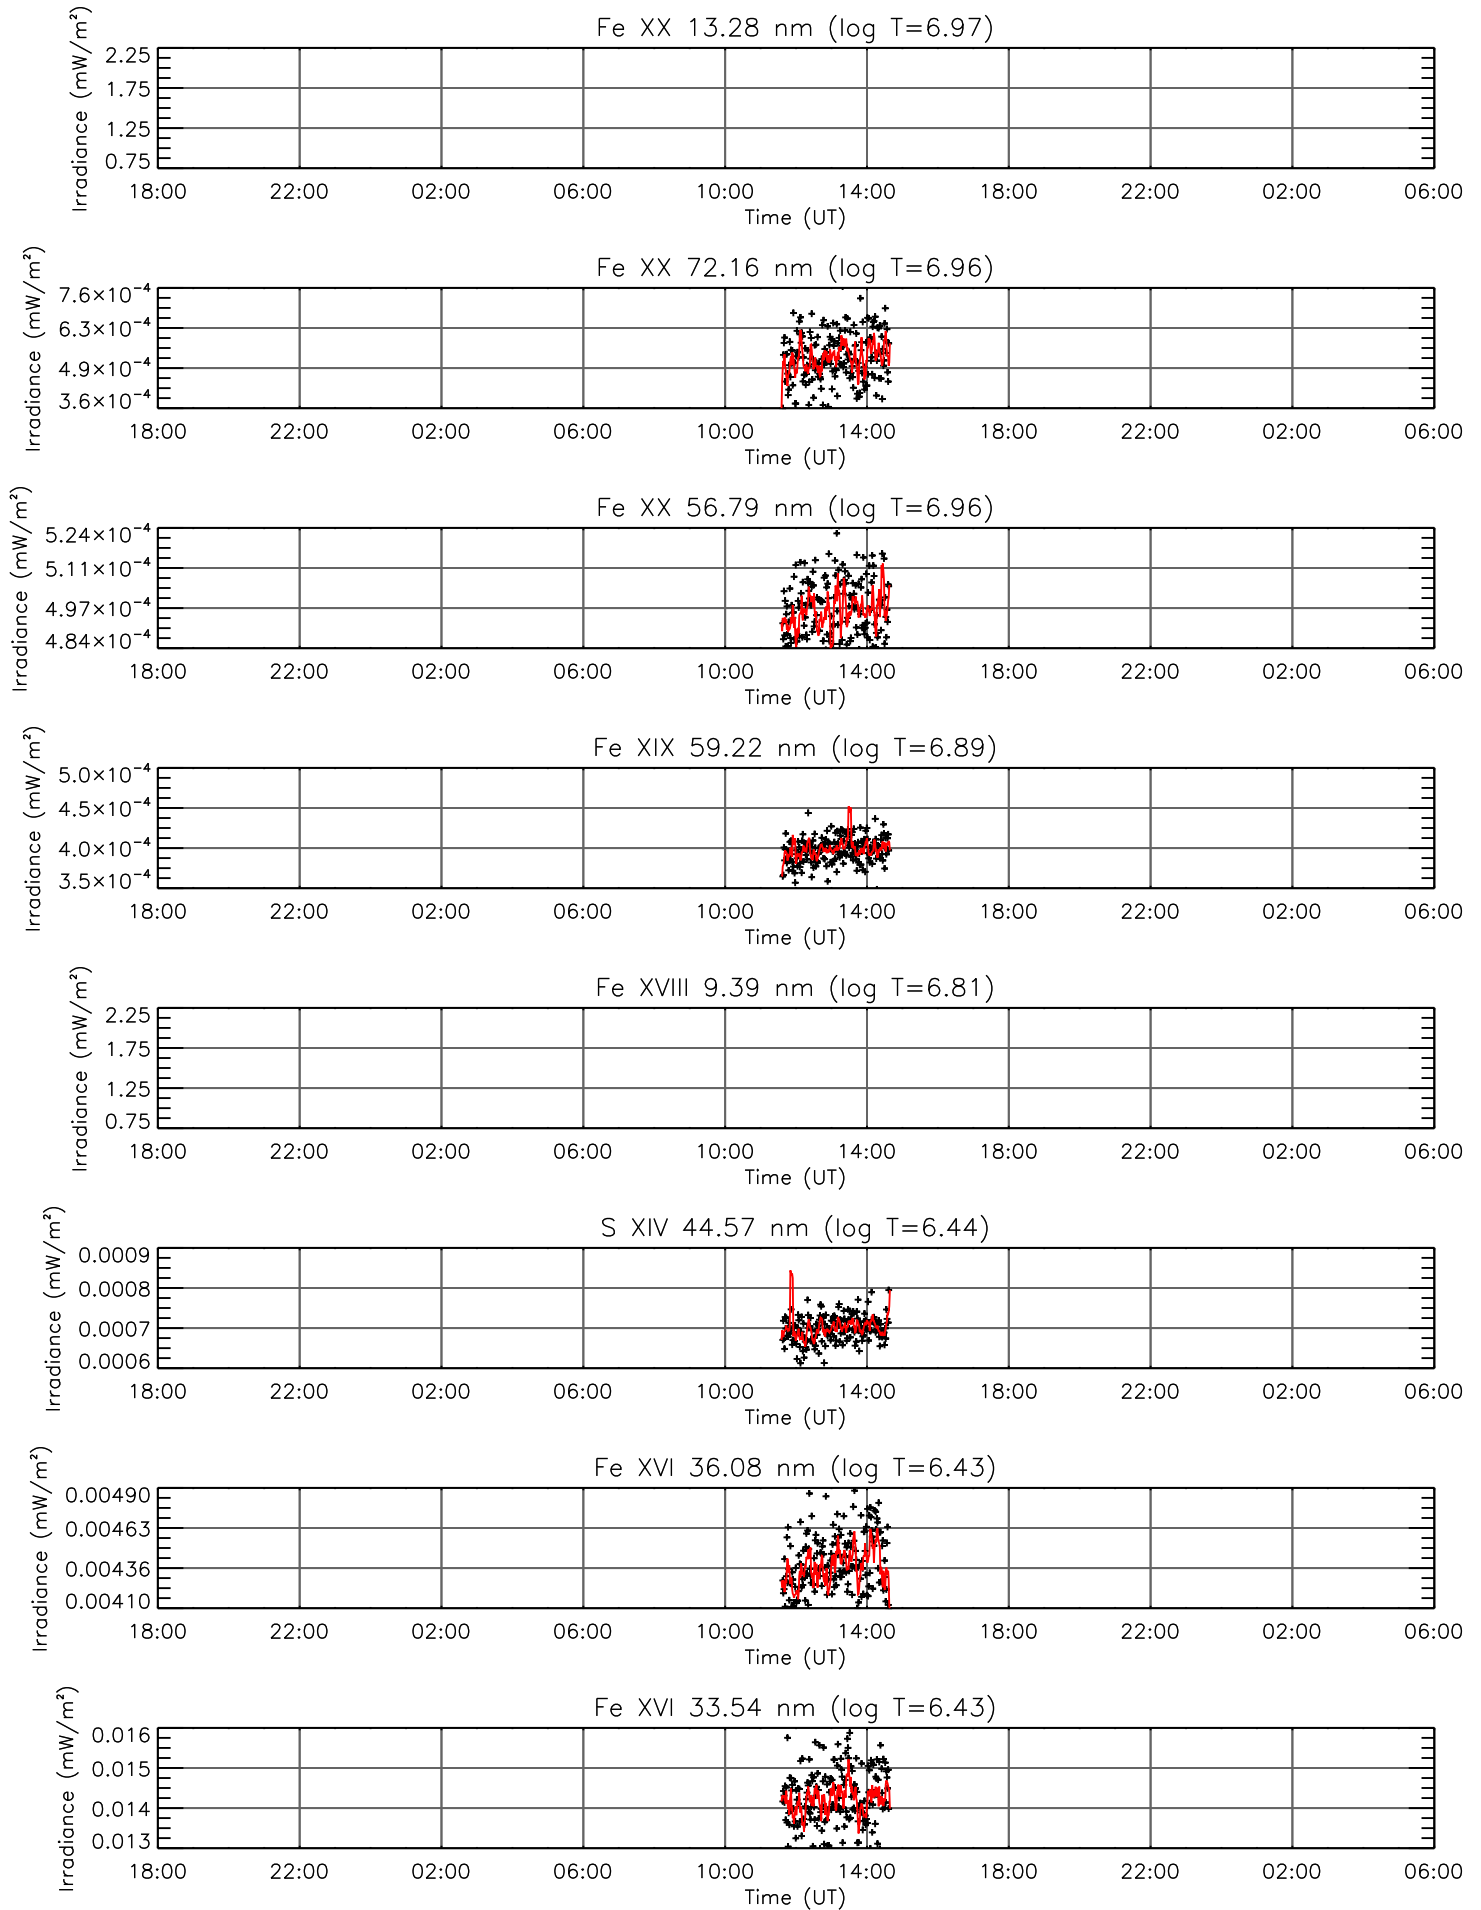 Fe XX 13.28 nm (log T=6.97)
Irradiance (mW/m²)
2.25
1.75
1.25
0.75
18:00 22:00 02:00 06:00 10:00 14:00 18:00 22:00 02:00 06:00
Time (UT)
Fe XX 72.16 nm (log T=6.96)
Irradiance (mW/m²)
7.6×10⁻⁴
6.3×10⁻⁴
4.9×10⁻⁴
3.6×10⁻⁴
18:00 22:00 02:00 06:00 10:00 14:00 18:00 22:00 02:00 06:00
Time (UT)
Fe XX 56.79 nm (log T=6.96)
Irradiance (mW/m²)
5.24×10⁻⁴
5.11×10⁻⁴
4.97×10⁻⁴
4.84×10⁻⁴
18:00 22:00 02:00 06:00 10:00 14:00 18:00 22:00 02:00 06:00
Time (UT)
Fe XIX 59.22 nm (log T=6.89)
Irradiance (mW/m²)
5.0×10⁻⁴
4.5×10⁻⁴
4.0×10⁻⁴
3.5×10⁻⁴
18:00 22:00 02:00 06:00 10:00 14:00 18:00 22:00 02:00 06:00
Time (UT)
Fe XVIII 9.39 nm (log T=6.81)
Irradiance (mW/m²)
2.25
1.75
1.25
0.75
18:00 22:00 02:00 06:00 10:00 14:00 18:00 22:00 02:00 06:00
Time (UT)
S XIV 44.57 nm (log T=6.44)
Irradiance (mW/m²)
0.0009
0.0008
0.0007
0.0006
18:00 22:00 02:00 06:00 10:00 14:00 18:00 22:00 02:00 06:00
Time (UT)
Fe XVI 36.08 nm (log T=6.43)
Irradiance (mW/m²)
0.00490
0.00463
0.00436
0.00410
18:00 22:00 02:00 06:00 10:00 14:00 18:00 22:00 02:00 06:00
Time (UT)
Fe XVI 33.54 nm (log T=6.43)
Irradiance (mW/m²)
0.016
0.015
0.014
0.013
18:00 22:00 02:00 06:00 10:00 14:00 18:00 22:00 02:00 06:00
Time (UT)